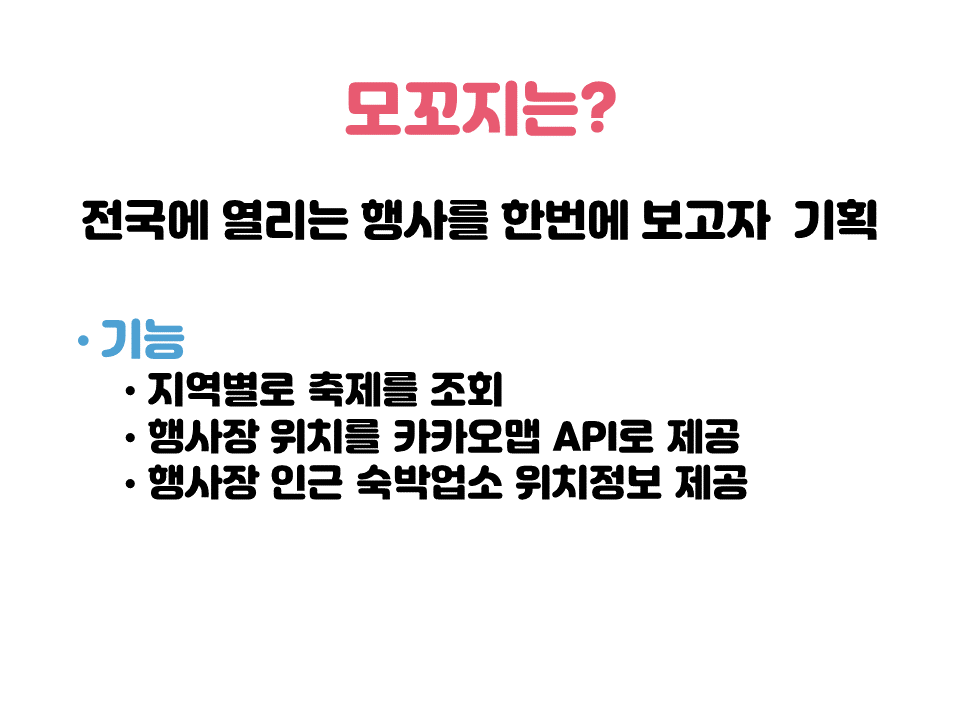 모꼬지는?
전국에 열리는 행사를 한번에 보고자 기획
• 기능
• 지역별로 축제를 조회
• 행사장 위치를 카카오맵 API로 제공
• 행사장 인근 숙박업소 위치정보 제공